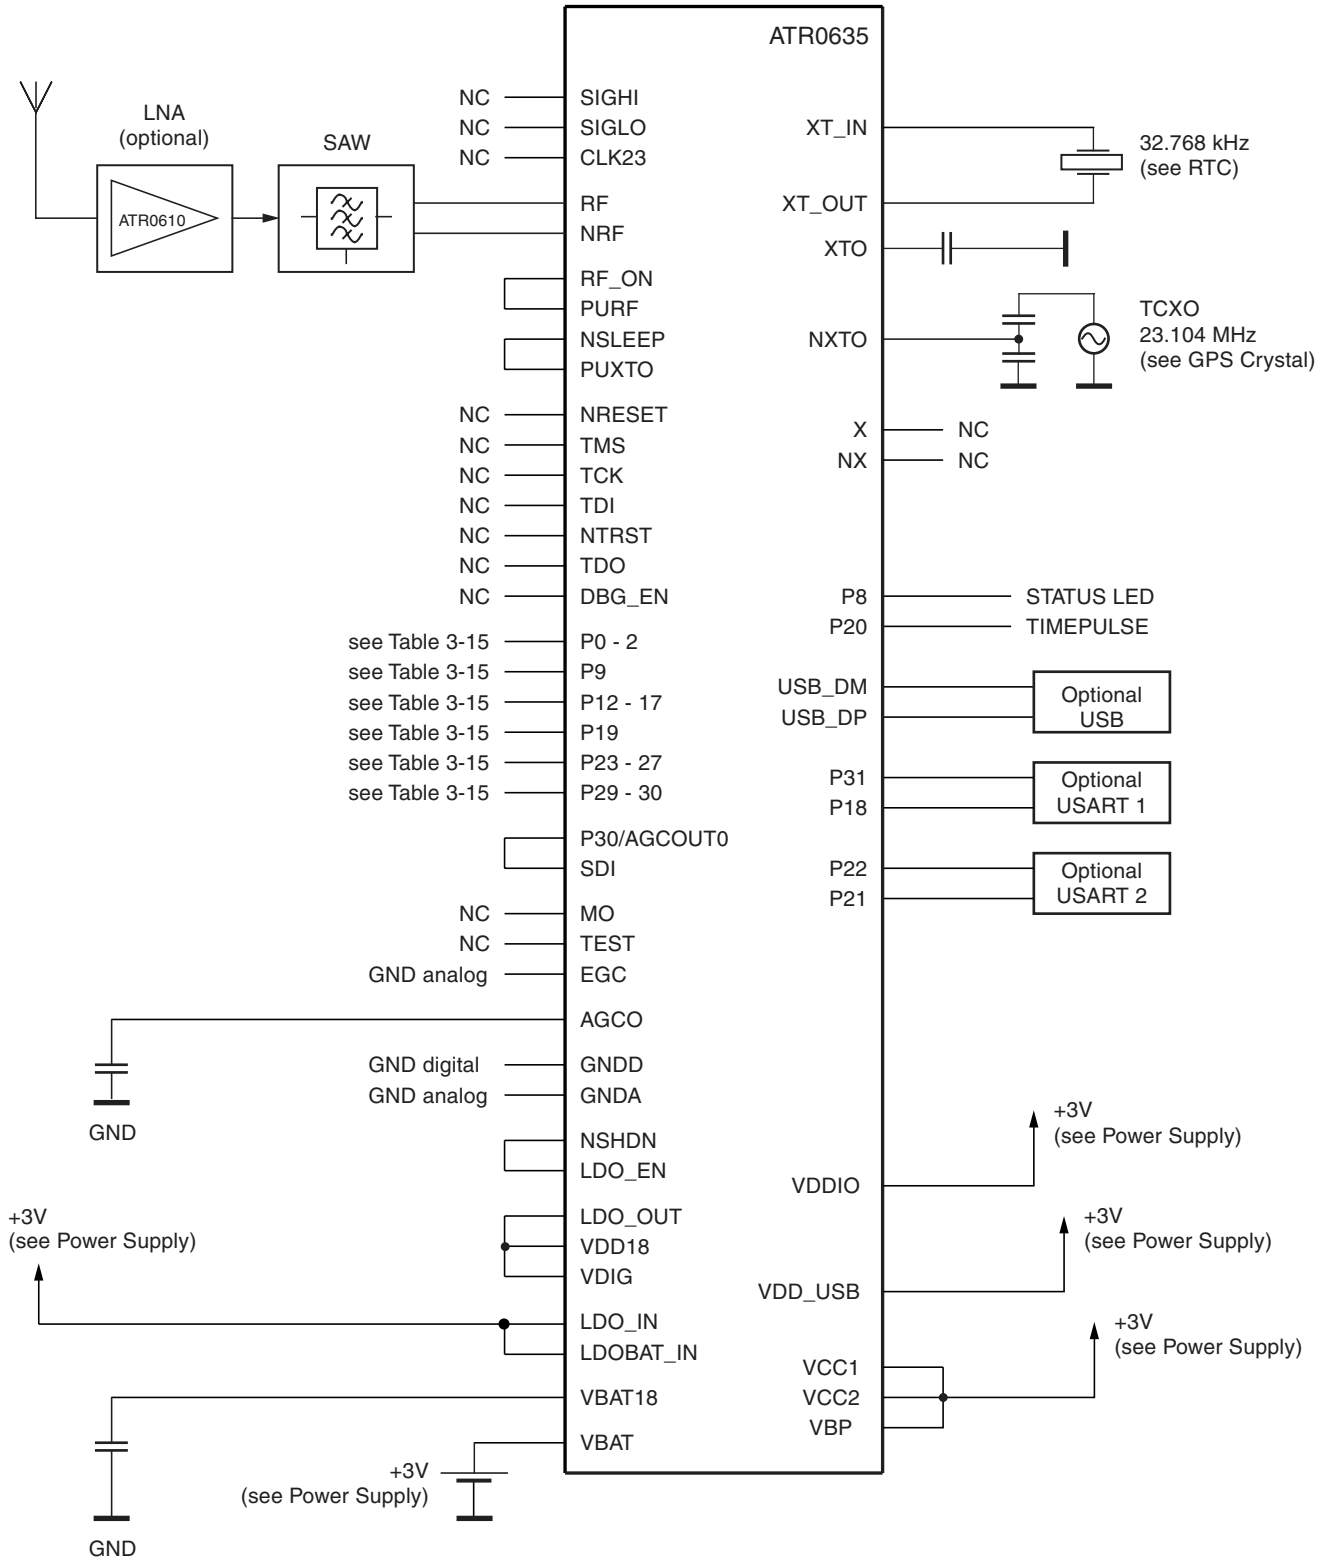 ATR0635
LNA
(optional)
ATR0610
SAW
NC SIGHI
NC SIGLO
NC CLK23
RF
NRF
RF_ON
PURF
NSLEEP
PUXTO
NC NRESET
NC TMS
NC TCK
NC TDI
NC NTRST
NC TDO
NC DBG_EN
see Table 3-15 P0 - 2
see Table 3-15 P9
see Table 3-15 P12 - 17
see Table 3-15 P19
see Table 3-15 P23 - 27
see Table 3-15 P29 - 30
P30/AGCOUT0
SDI
NC MO
NC TEST
GND analog EGC
AGCO
GND
GND digital GNDD
GND analog GNDA
NSHDN
LDO_EN
LDO_OUT
VDD18
VDIG
+3V
(see Power Supply)
LDO_IN
LDOBAT_IN
VBAT18
GND
VBAT
+3V
(see Power Supply)
XT_IN
XT_OUT
32.768 kHz
(see RTC)
XTO
NXTO
TCXO
23.104 MHz
(see GPS Crystal)
X NC
NX NC
P8 STATUS LED
P20 TIMEPULSE
USB_DM
USB_DP
Optional
USB
P31
P18
Optional
USART 1
P22
P21
Optional
USART 2
+3V
(see Power Supply)
VDDIO
+3V
(see Power Supply)
VDD_USB
+3V
(see Power Supply)
VCC1
VCC2
VBP